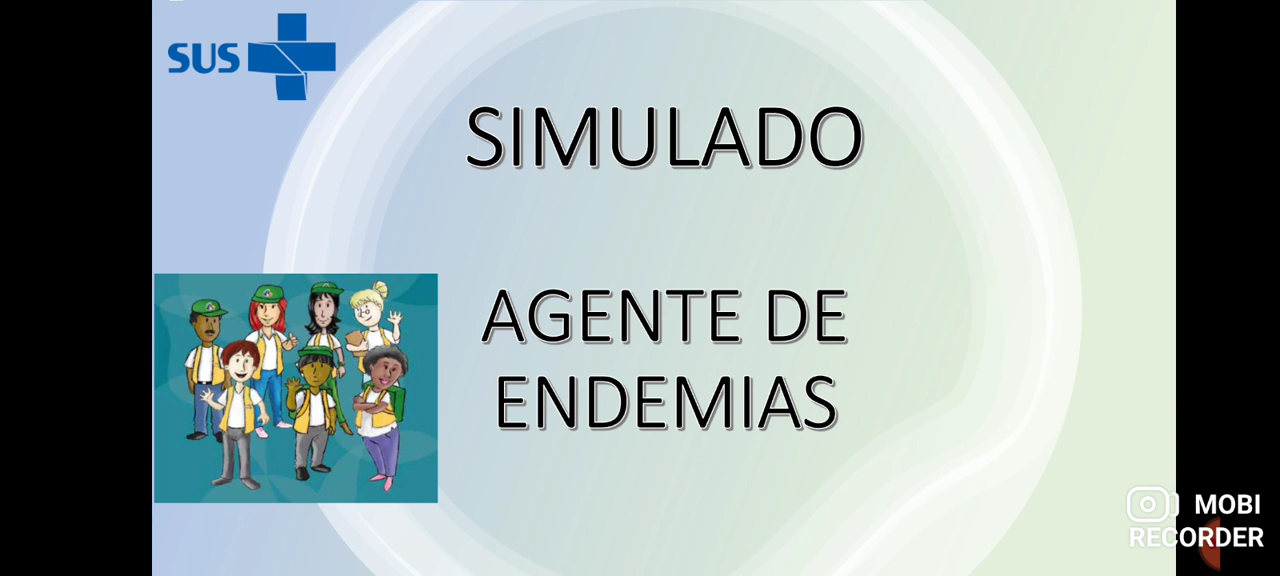 SUS
SIMULADO
AGENTE DE
ENDEMIAS
MOBI
RECORDER